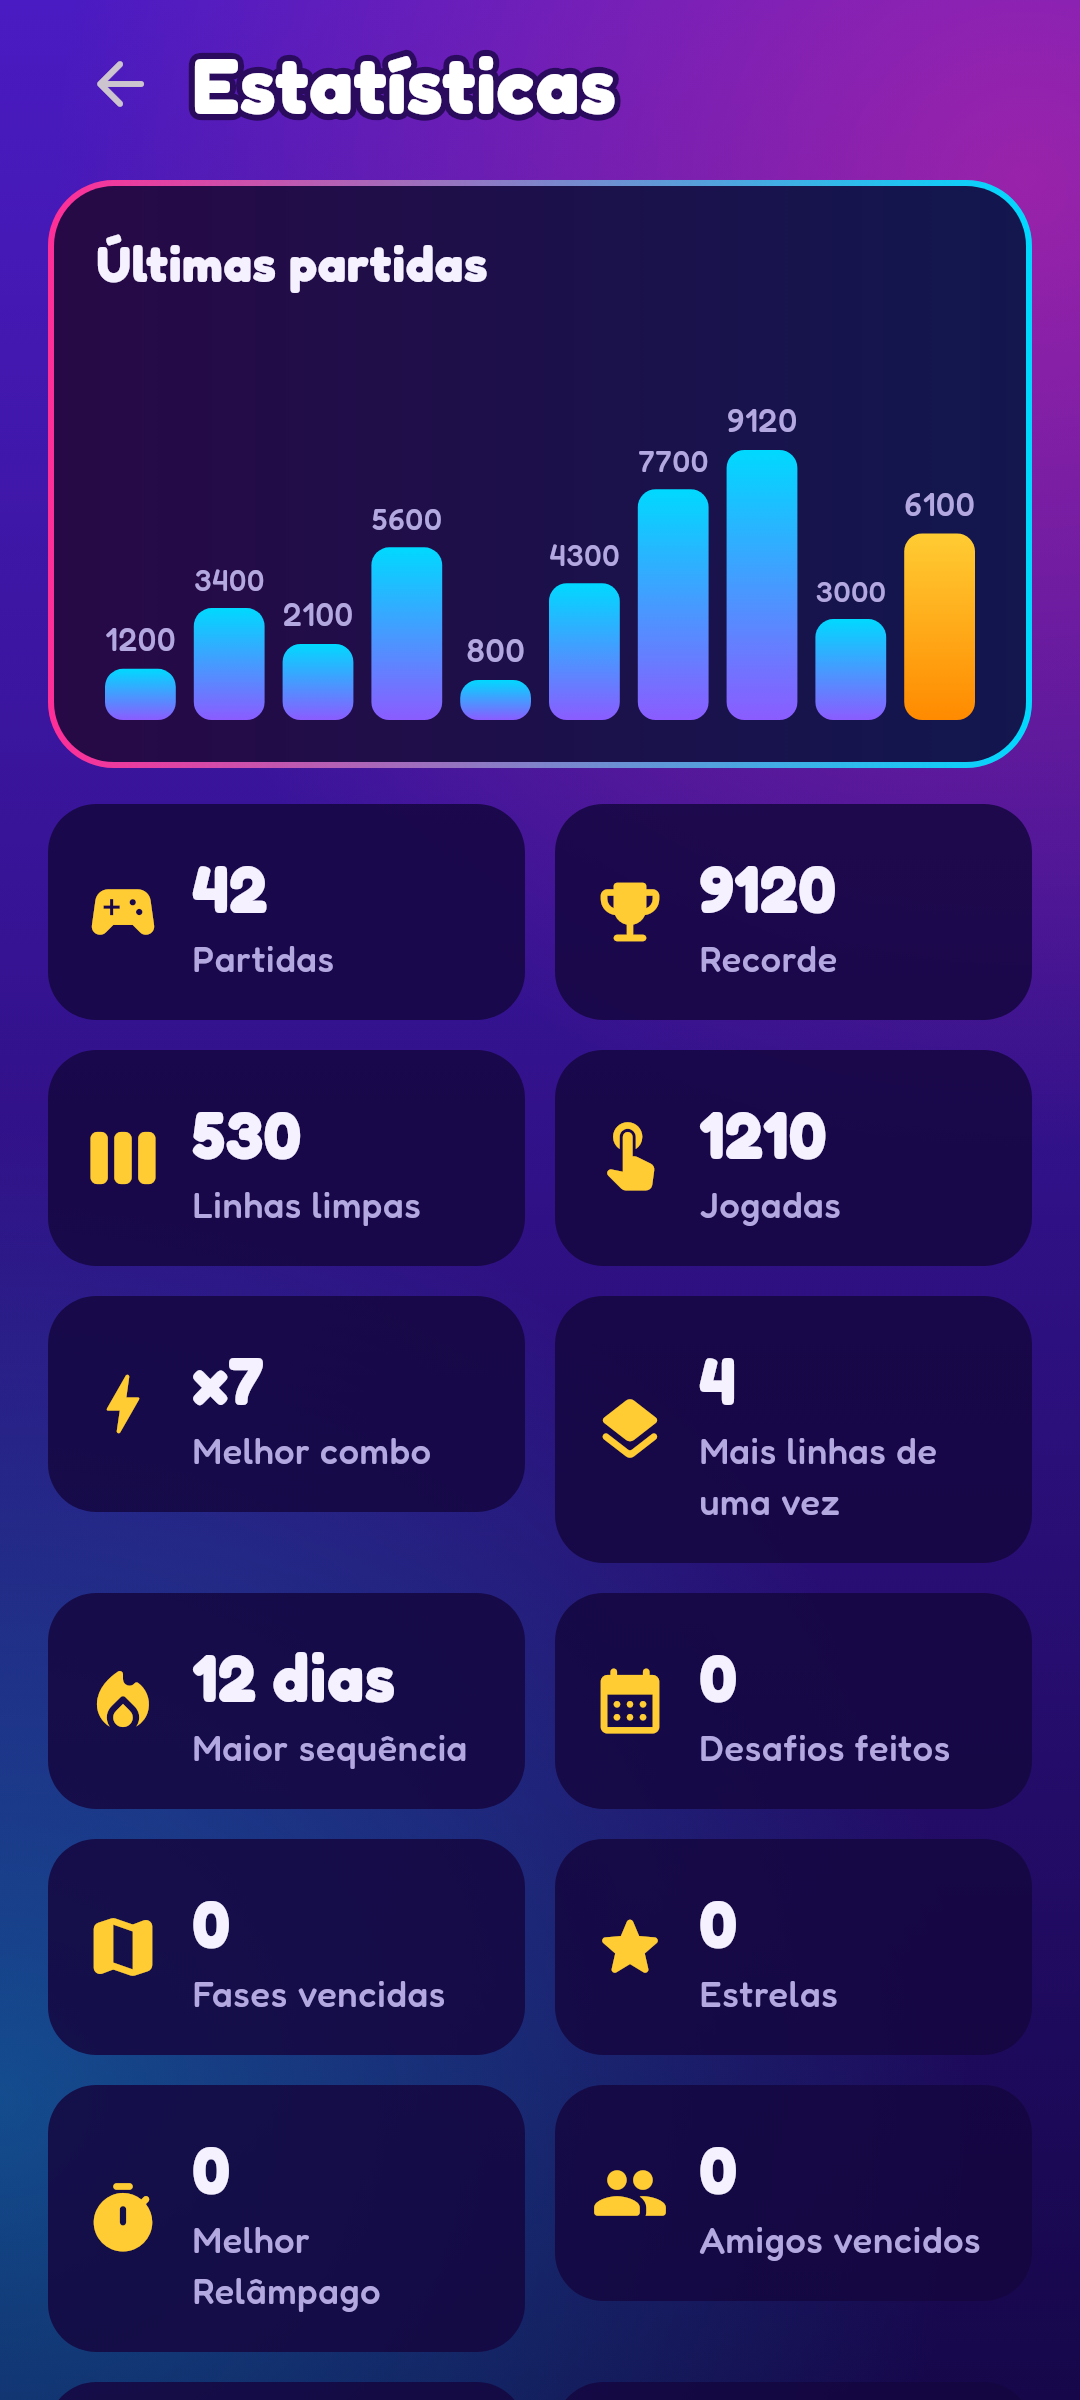 Estatísticas
Últimas partidas
1200
3400
2100
5600
800
4300
7700
9120
3000
6100
42
Partidas
9120
Recorde
530
Linhas limpas
1210
Jogadas
x7
Melhor combo
4
Mais linhas de
uma vez
12 dias
Maior sequência
0
Desafios feitos
0
Fases vencidas
0
Estrelas
0
Melhor
Relâmpago
0
Amigos vencidos